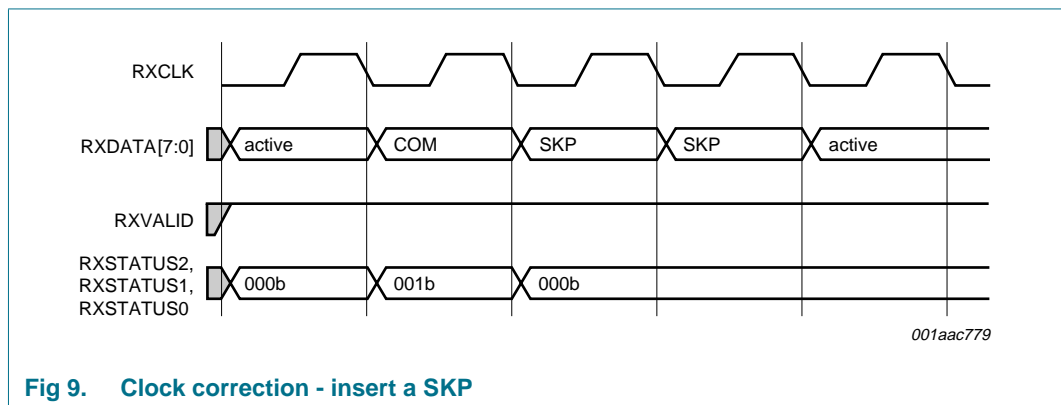 RXCLK
RXDATA[7:0]
active
COM
SKP
SKP
active
RXVALID
RXSTATUS2,
RXSTATUS1,
RXSTATUS0
000b
001b
000b
001aac779
Fig 9. Clock correction - insert a SKP